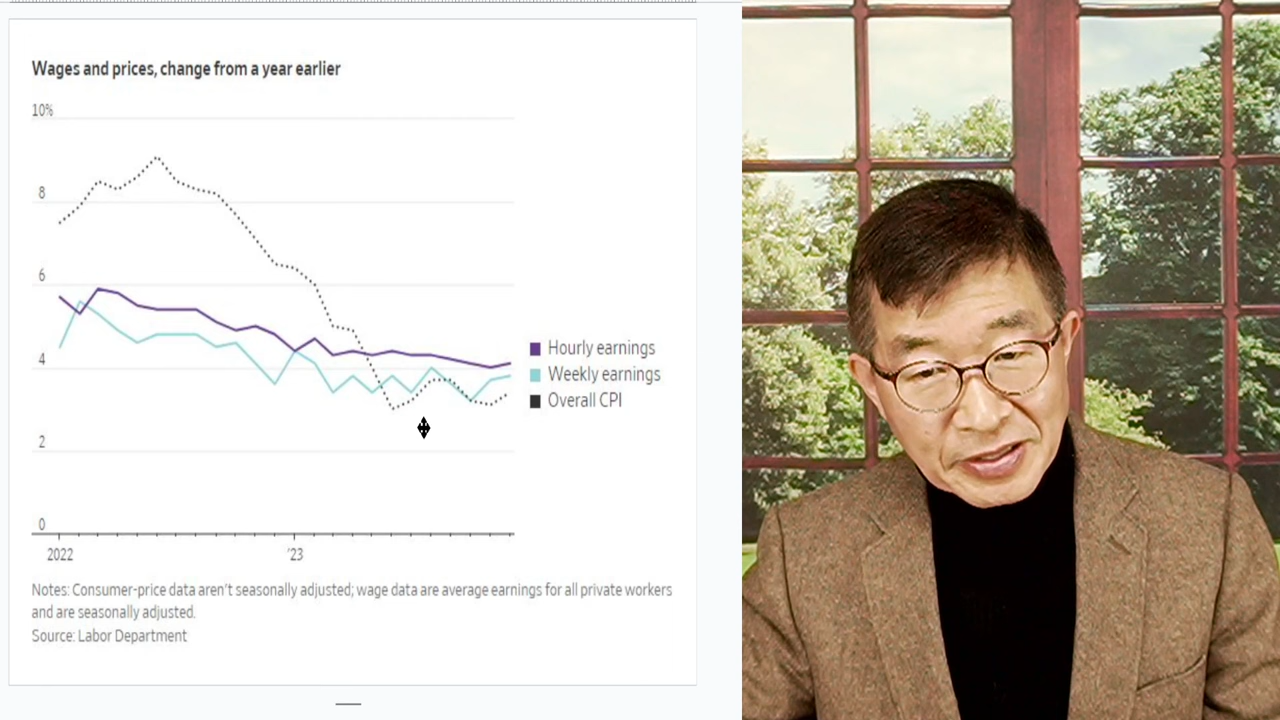 Wages and prices, change from a year earlier
10%
8
6
4
2
0
2022
'23
Hourly earnings
Weekly earnings
Overall CPI
Notes: Consumer-price data aren't seasonally adjusted; wage data are average earnings for all private workers
and are seasonally adjusted.
Source: Labor Department